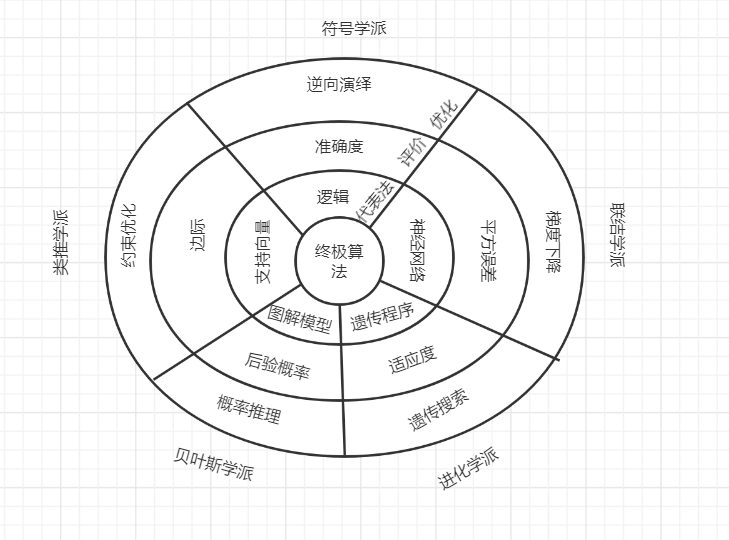 符号学派
逆向演绎
优化
准确度
评价
逻辑
代表法
类推学派
约束优化
边际
支持向量
终极算
法
神经网络
平方误差
梯度下降
联结学派
图解模型
遗传程序
后验概率
适应度
概率推理
遗传搜索
贝叶斯学派
进化学派